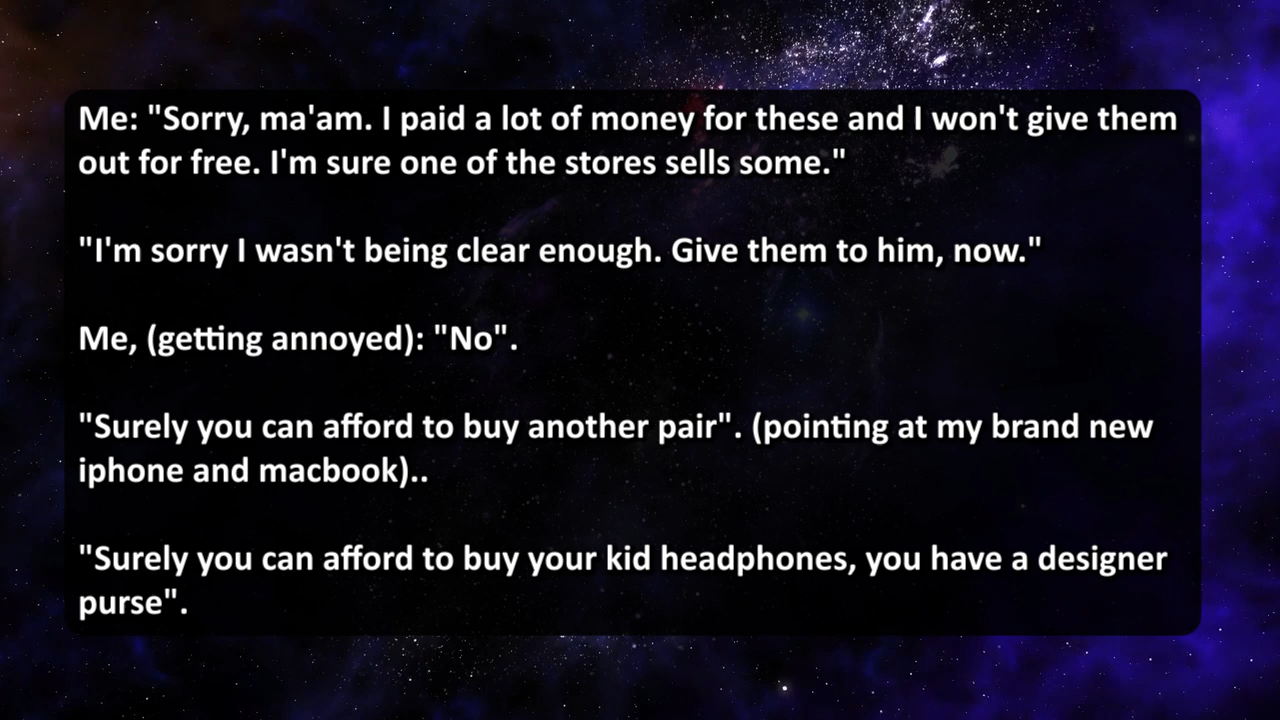 Me: "Sorry, ma'am. I paid a lot of money for these and I won't give them
out for free. I'm sure one of the stores sells some."
"I'm sorry I wasn't being clear enough. Give them to him, now."
Me, (getting annoyed): "No".
"Surely you can afford to buy another pair". (pointing at my brand new
iphone and macbook)..
"Surely you can afford to buy your kid headphones, you have a designer
purse".